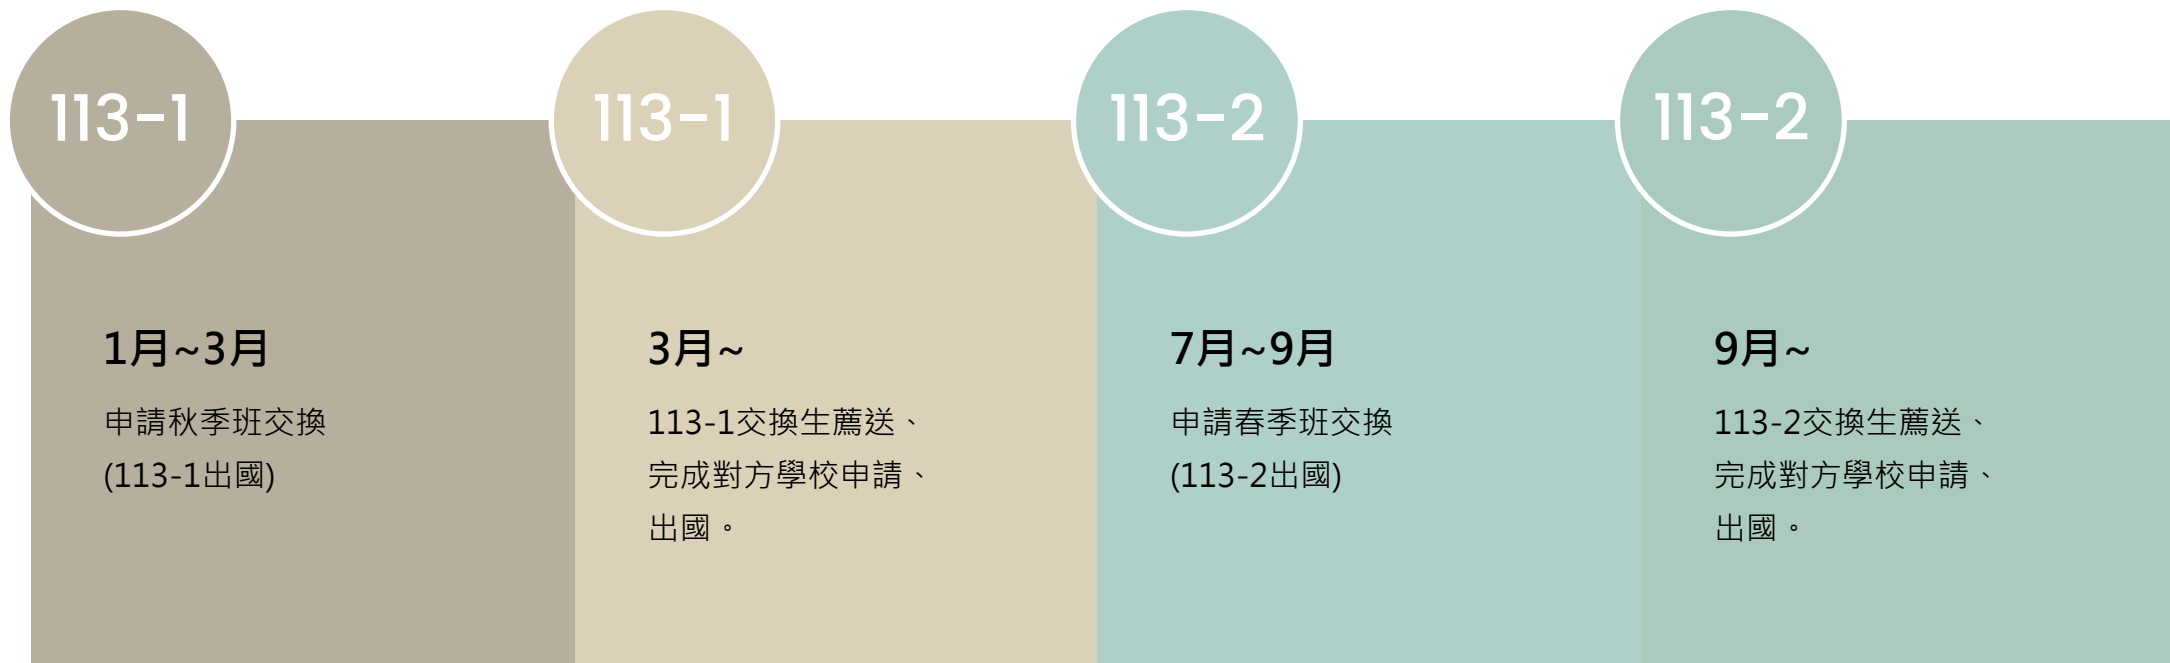 113-1
1月~3月
申請秋季班交換
(113-1出國)
113-1
3月~
113-1交換生薦送、
完成對方學校申請、
出國。
113-2
7月~9月
申請春季班交換
(113-2出國)
113-2
9月~
113-2交換生薦送、
完成對方學校申請、
出國。